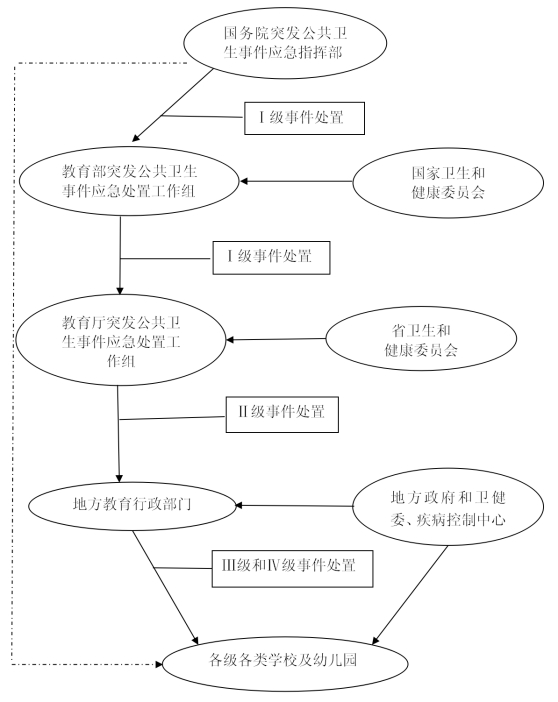 国务院突发公共卫
生事件应急指挥部
Ⅰ级事件处置
教育部突发公共卫生
事件应急处置工作组
国家卫生和
健康委员会
Ⅰ级事件处置
教育厅突发公共卫
生事件应急处置工
作组
省卫生和
健康委员会
Ⅱ级事件处置
地方教育行政部门
地方政府和卫健
委、疾病控制中心
Ⅲ级和Ⅳ级事件处置
各级各类学校及幼儿园